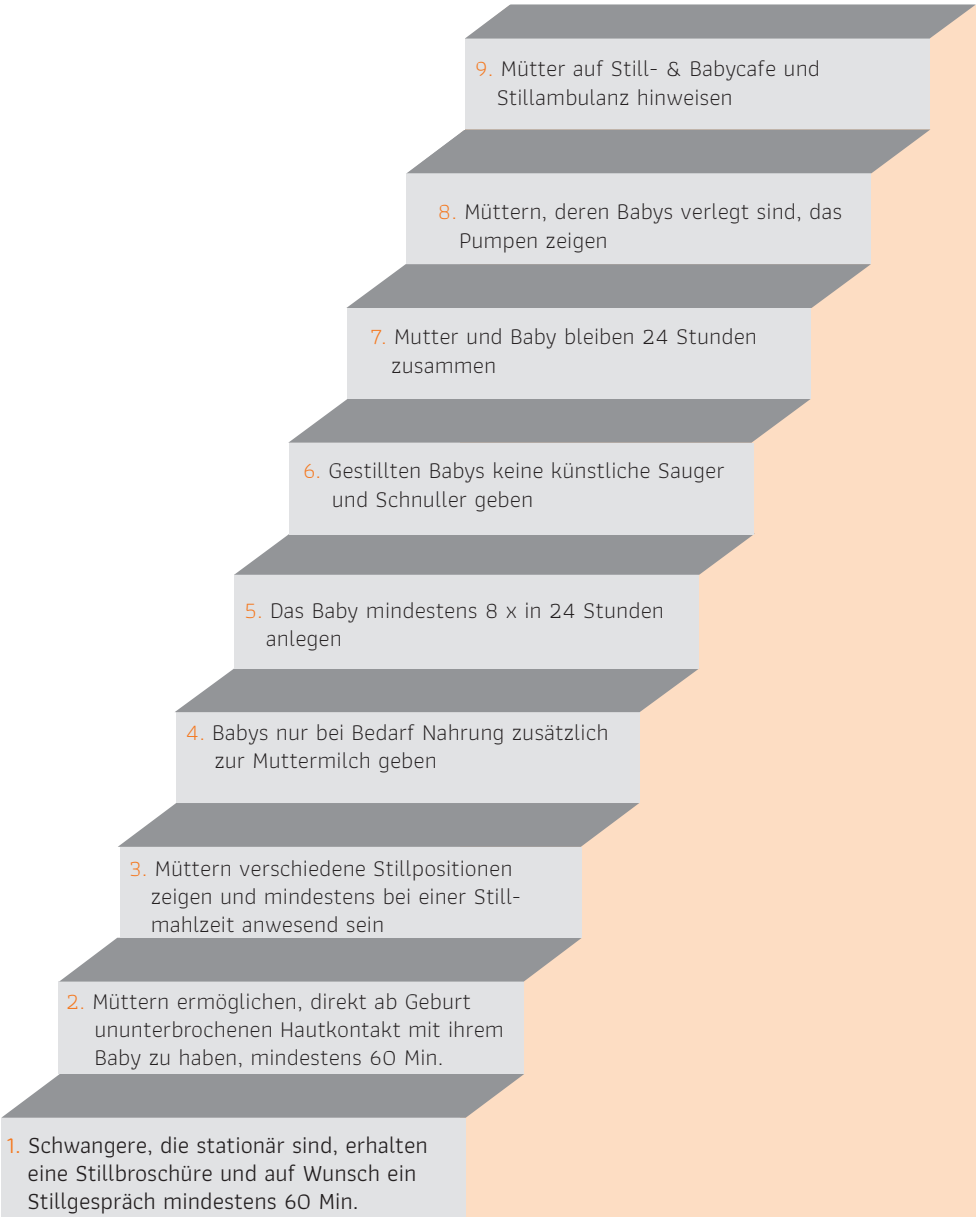 9. Mütter auf Still- & Babycafe und
Stillambulanz hinweisen
8. Müttern, deren Babys verlegt sind, das
Pumpen zeigen
7. Mutter und Baby bleiben 24 Stunden
zusammen
6. Gestillten Babys keine künstliche Sauger
und Schnuller geben
5. Das Baby mindestens 8 x in 24 Stunden
anlegen
4. Babys nur bei Bedarf Nahrung zusätzlich
zur Muttermilch geben
3. Müttern verschiedene Stillpositionen
zeigen und mindestens bei einer Still-
mahlzeit anwesend sein
2. Müttern ermöglichen, direkt ab Geburt
ununterbrochenen Hautkontakt mit ihrem
Baby zu haben, mindestens 60 Min.
1. Schwangere, die stationär sind, erhalten
eine Stillbroschüre und auf Wunsch ein
Stillgespräch mindestens 60 Min.